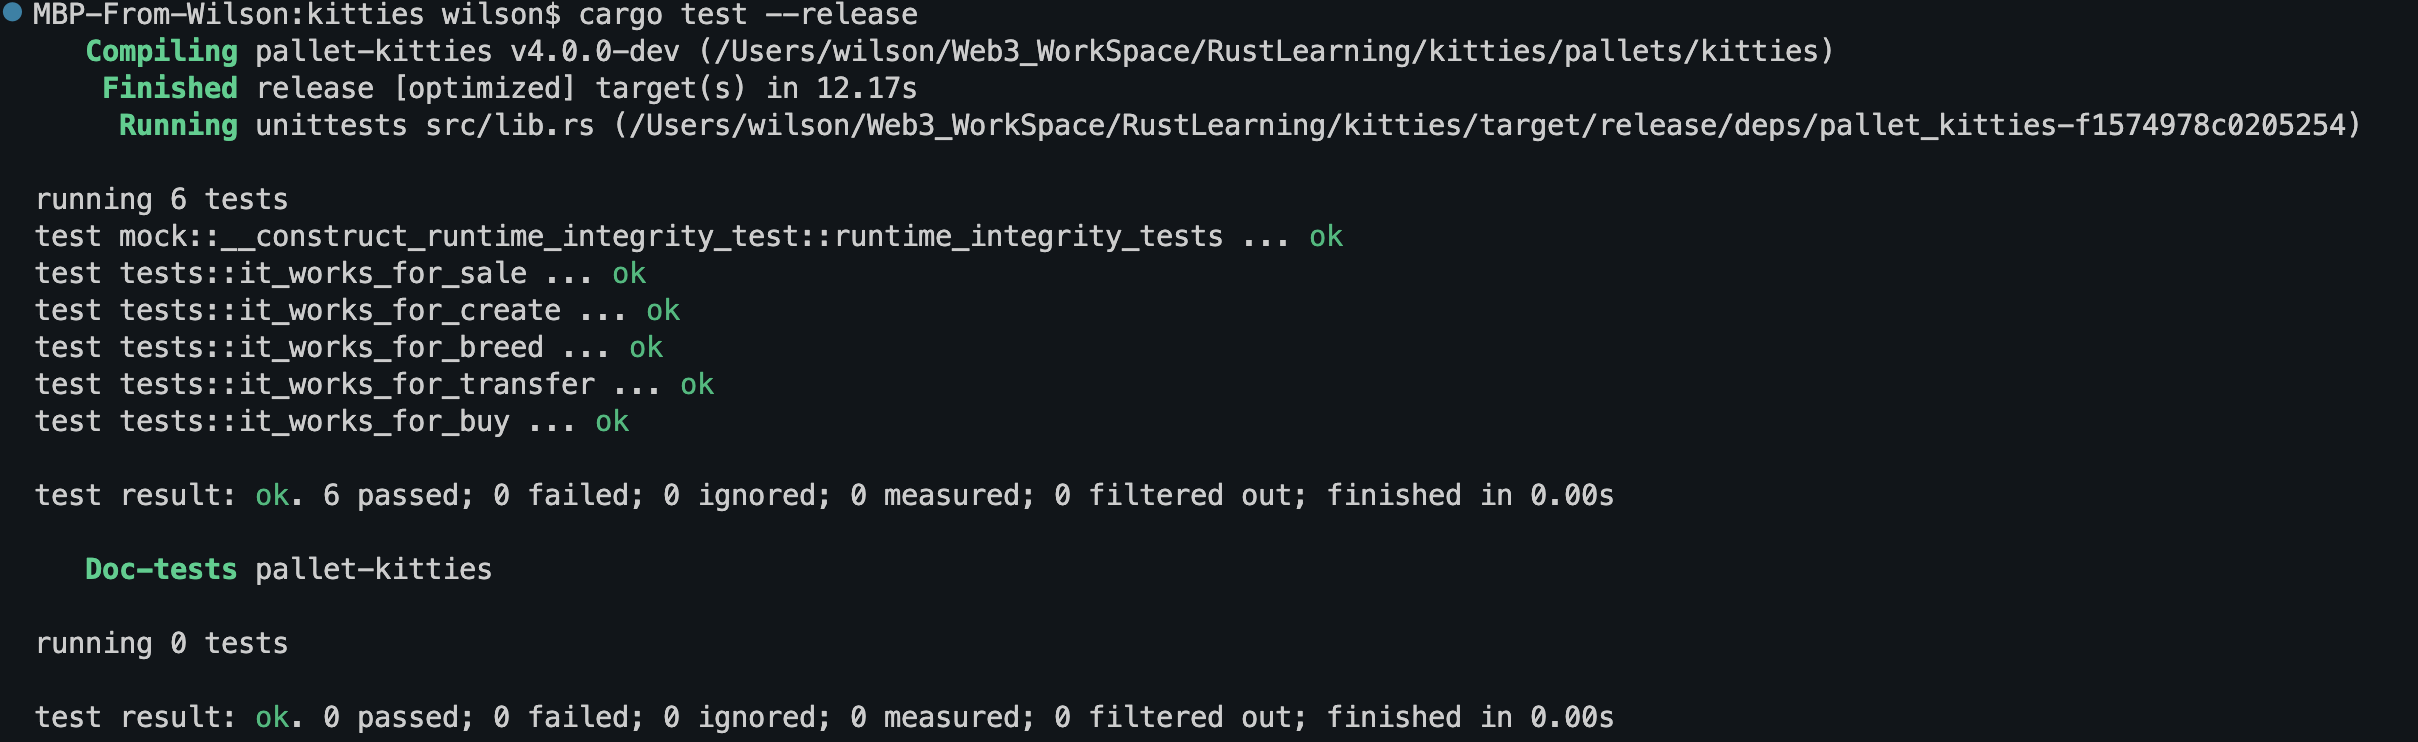 MBP-From-Wilson:kitties wilson$ cargo test --release
Compiling pallet-kitties v4.0.0-dev (/Users/wilson/Web3_WorkSpace/RustLearning/kitties/pallets/kitties)
Finished release [optimized] target(s) in 12.17s
Running unittests src/lib.rs (/Users/wilson/Web3_WorkSpace/RustLearning/kitties/target/release/deps/pallet_kitties-f1574978c0205254)
running 6 tests
test mock::__construct_runtime_integrity_test::runtime_integrity_tests ... ok
test tests::it_works_for_sale ... ok
test tests::it_works_for_create ... ok
test tests::it_works_for_breed ... ok
test tests::it_works_for_transfer ... ok
test tests::it_works_for_buy ... ok
test result: ok. 6 passed; 0 failed; 0 ignored; 0 measured; 0 filtered out; finished in 0.00s
Doc-tests pallet-kitties
running 0 tests
test result: ok. 0 passed; 0 failed; 0 ignored; 0 measured; 0 filtered out; finished in 0.00s